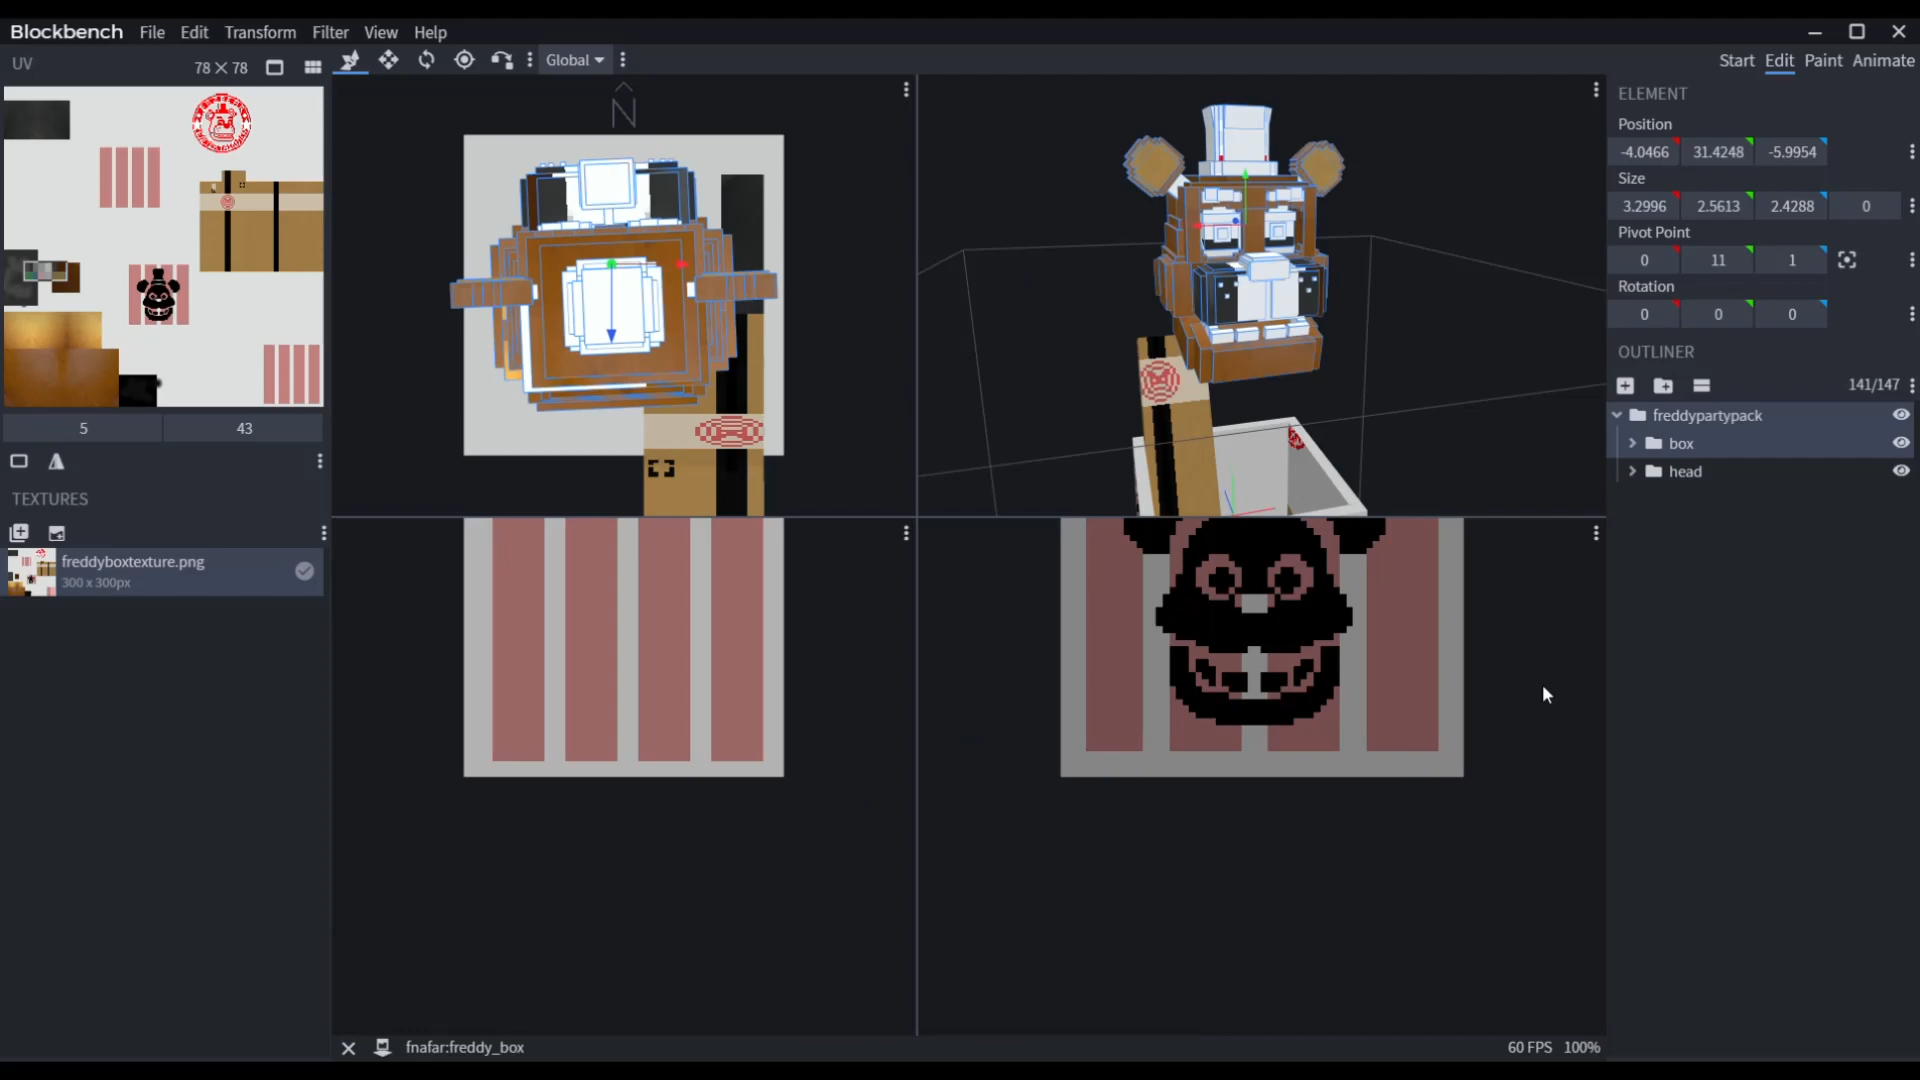 Blockbench File Edit Transform Filter View Help
UV 78 × 78 Global Start Edit Paint Animate
N
ELEMENT
Position
-4.0466 31.4248 -5.9954
Size
3.2996 2.5613 2.4288 0
Pivot Point
0 11 1
Rotation
0 0 0
OUTLINER
141/147
freddypartypack
box
head
5 43
TEXTURES
freddyboxtexture.png
300 x 300px
fnafar:freddy_box
60 FPS 100%